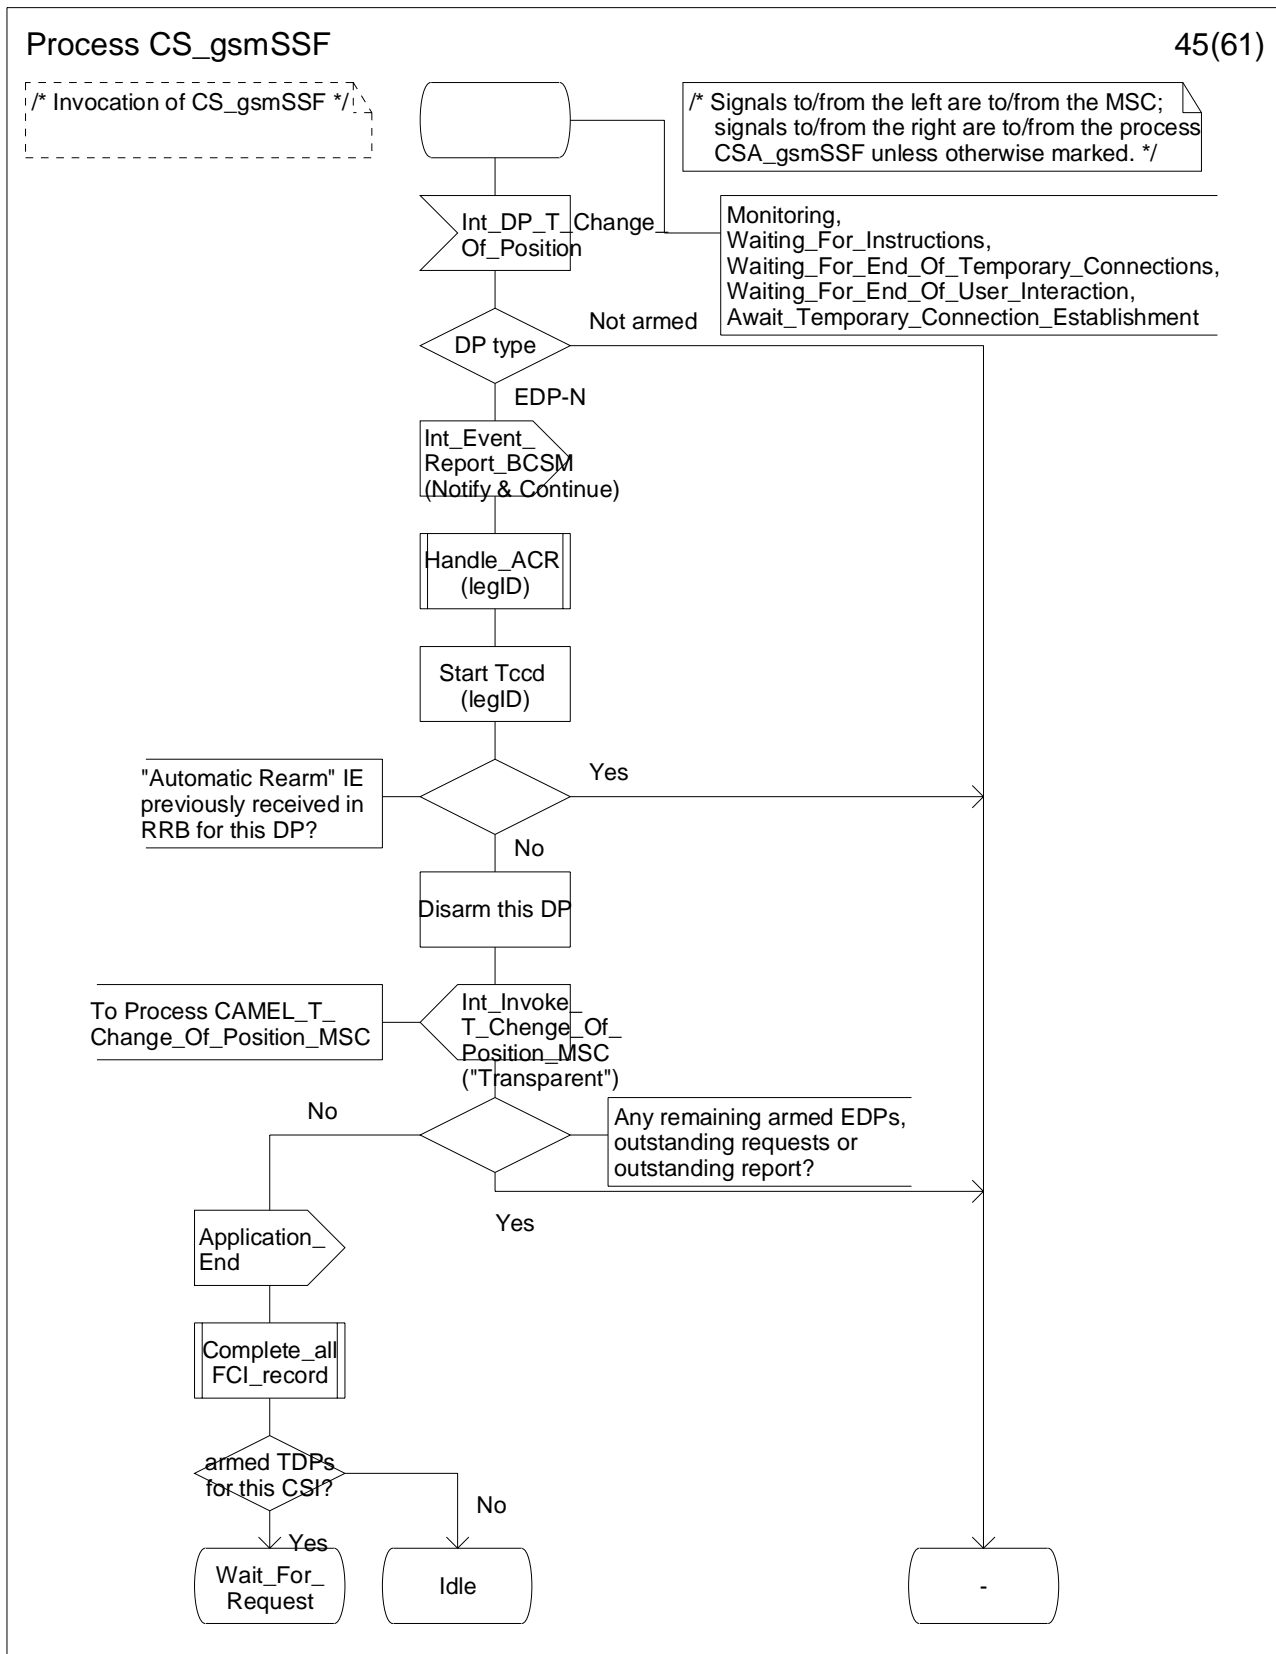 Process CS_gsmSSF
45(61)
/* Invocation of CS_gsmSSF */
/* Signals to/from the left are to/from the MSC;
signals to/from the right are to/from the process
CSA_gsmSSF unless otherwise marked. */
Int_DP_T_Change_
Of_Position
Monitoring,
Waiting_For_Instructions,
Waiting_For_End_Of_Temporary_Connections,
Waiting_For_End_Of_User_Interaction,
Await_Temporary_Connection_Establishment
DP type
Not armed
EDP-N
Int_Event_
Report_BCSM
(Notify & Continue)
Handle_ACR
(legID)
Start Tccd
(legID)
"Automatic Rearm" IE
previously received in
RRB for this DP?
Yes
No
Disarm this DP
To Process CAMEL_T_
Change_Of_Position_MSC
Int_Invoke_
T_Chenge_Of_
Position_MSC
("Transparent")
No
Any remaining armed EDPs,
outstanding requests or
outstanding report?
Yes
Application_
End
Complete_all
FCI_record
armed TDPs
for this CSI?
No
Yes
Wait_For_
Request
Idle
-